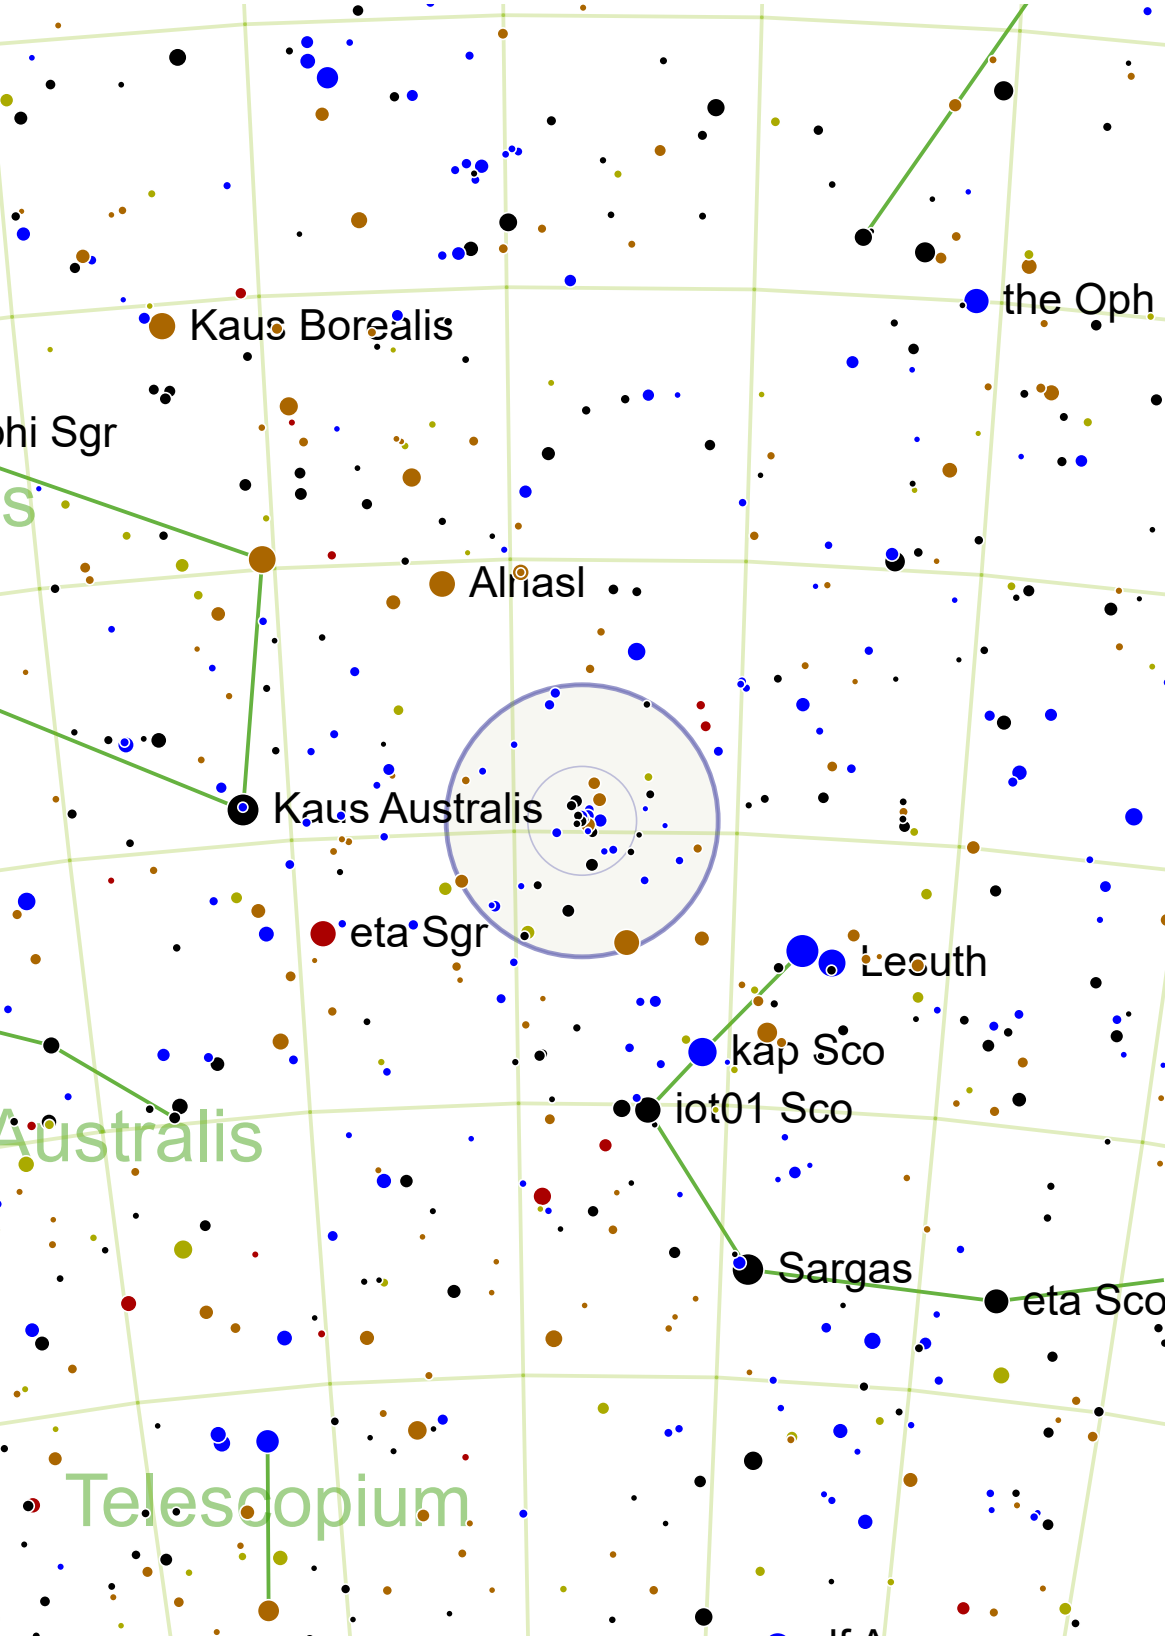 the Oph
Kaus Borealis
phi Sgr
s
Alnasl
Kaus Australis
eta Sgr
Lesuth
kap Sco
iot01 Sco
Australis
Sargas
eta Sco
Telescopium